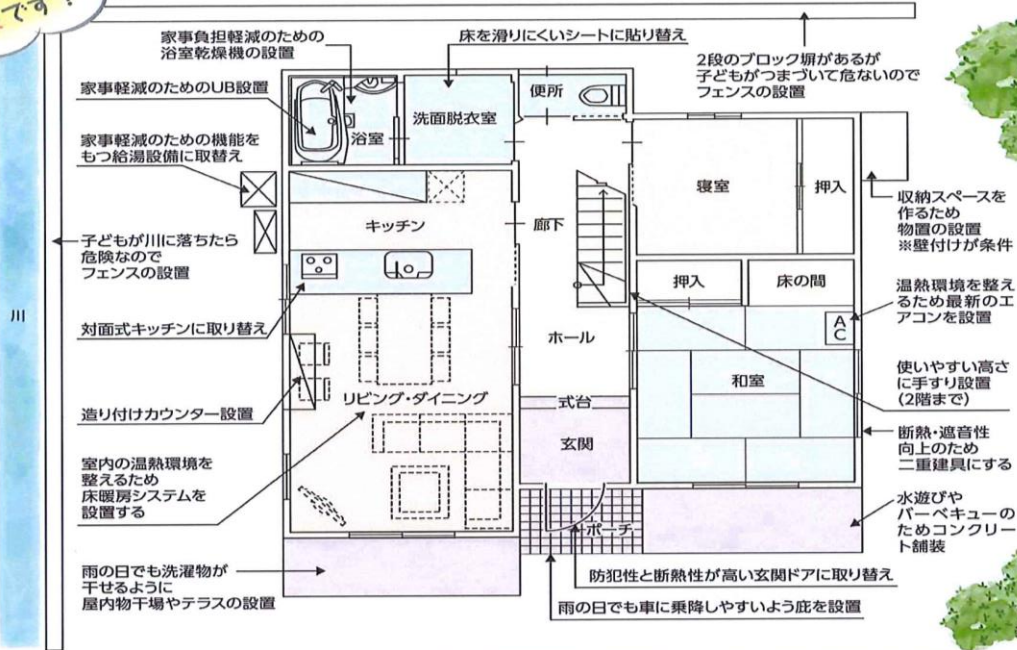 です！
家事負担軽減のための
浴室乾燥機の設置
床を滑りにくいシートに貼り替え
2段のブロック塀があるが
子どもがつまづいて危ないので
フェンスの設置
家事軽減のためのUB設置
家事軽減のための機能を
もつ給湯設備に取替え
子どもが川に落ちたら
危険なので
フェンスの設置
川
対面式キッチンに取り替え
造り付けカウンター設置
室内の温熱環境を
整えるため
床暖房システムを
設置する
雨の日でも洗濯物が
干せるように
屋内物干場やテラスの設置
浴室
洗面脱衣室
便所
キッチン
廊下
寝室
押入
押入
床の間
ホール
AC
和室
リビング・ダイニング
式台
玄関
ポーチ
収納スペースを
作るため
物置の設置
※壁付けが条件
温熱環境を整え
るため最新のエ
アコンを設置
使いやすい高さ
に手すり設置
(2階まで)
断熱・遮音性
向上のため
二重建具にする
水遊びや
バーベキューの
ためコンクリー
ト舗装
防犯性と断熱性が高い玄関ドアに取り替え
雨の日でも車に乗降しやすいよう庇を設置